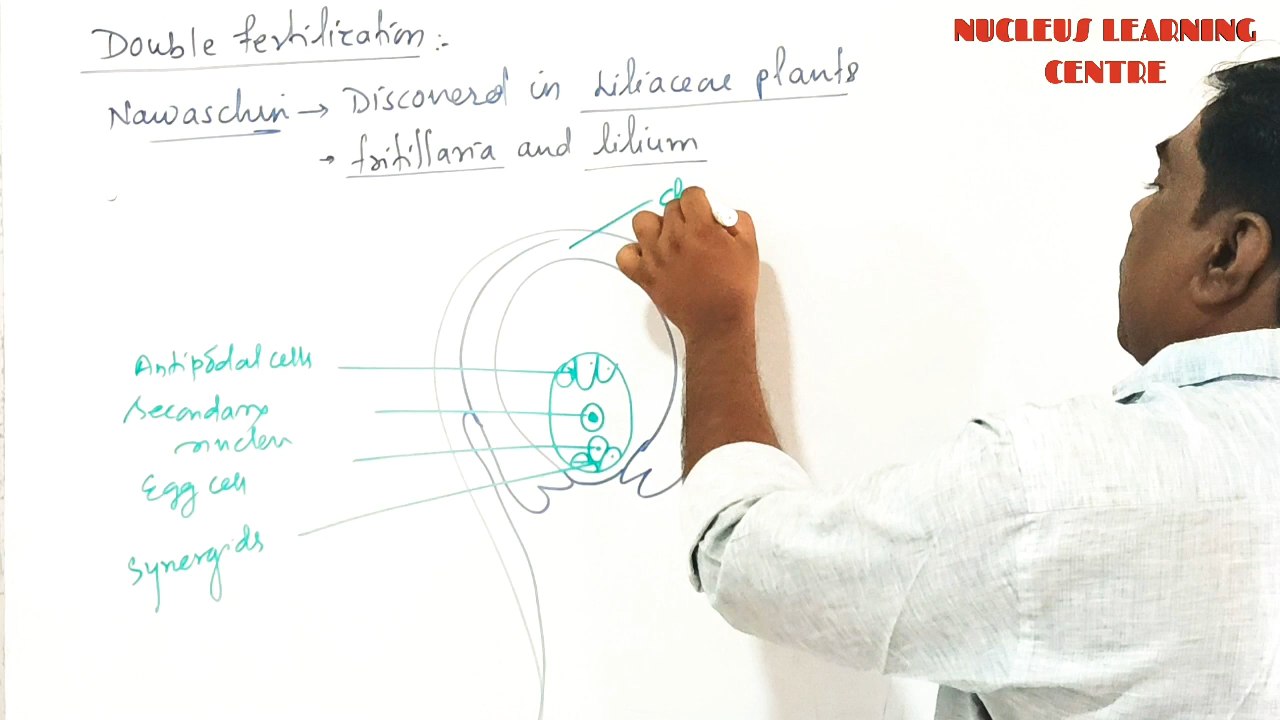 Double fertilization:-
NUCLEUS LEARNING
CENTRE
Nawaschin → Discovered in Liliaceae plants
→ fritillaria and lilium
Antipodal cells
Secondary
nucleu
Egg cell
Synergids